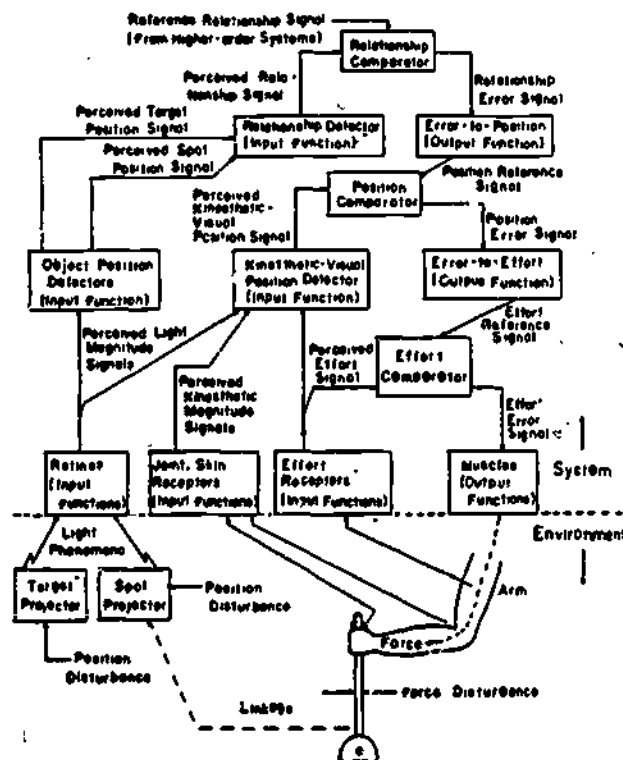 Reference Relationship Signal
(From Higher-order Systems)
Relationship
Comparator
Perceived Rela-
tionship Signal
Relationship
Error Signal
Perceived Target
Position Signal
Relationship Detector
(Input Function)
Error-to-Position
(Output Function)
Perceived Spot
Position Signal
Position Reference
Signal
Perceived
Kinesthetic-
Visual
Position Signal
Position
Comparator
Position
Error Signal
Object Position
Detectors
(Input Function)
Kinesthetic-Visual
Position Detector
(Input Function)
Error-to-Effort
(Output Function)
Effort
Reference
Signal
Perceived Light
Magnitude
Signals
Perceived
Kinesthetic
Magnitude
Signals
Perceived
Effort
Signal
Effort
Comparator
Effort
Error
Signal
Retinas
(Input
Functions)
Joint, Skin
Receptors
(Input Functions)
Effort
Receptors
(Input Functions)
Muscles
(Output
Functions)
System
Environment
Light
Phenomena
Target
Projector
Spot
Projector
Position
Disturbance
Position
Disturbance
Arm
Force
Force Disturbance
Linkage